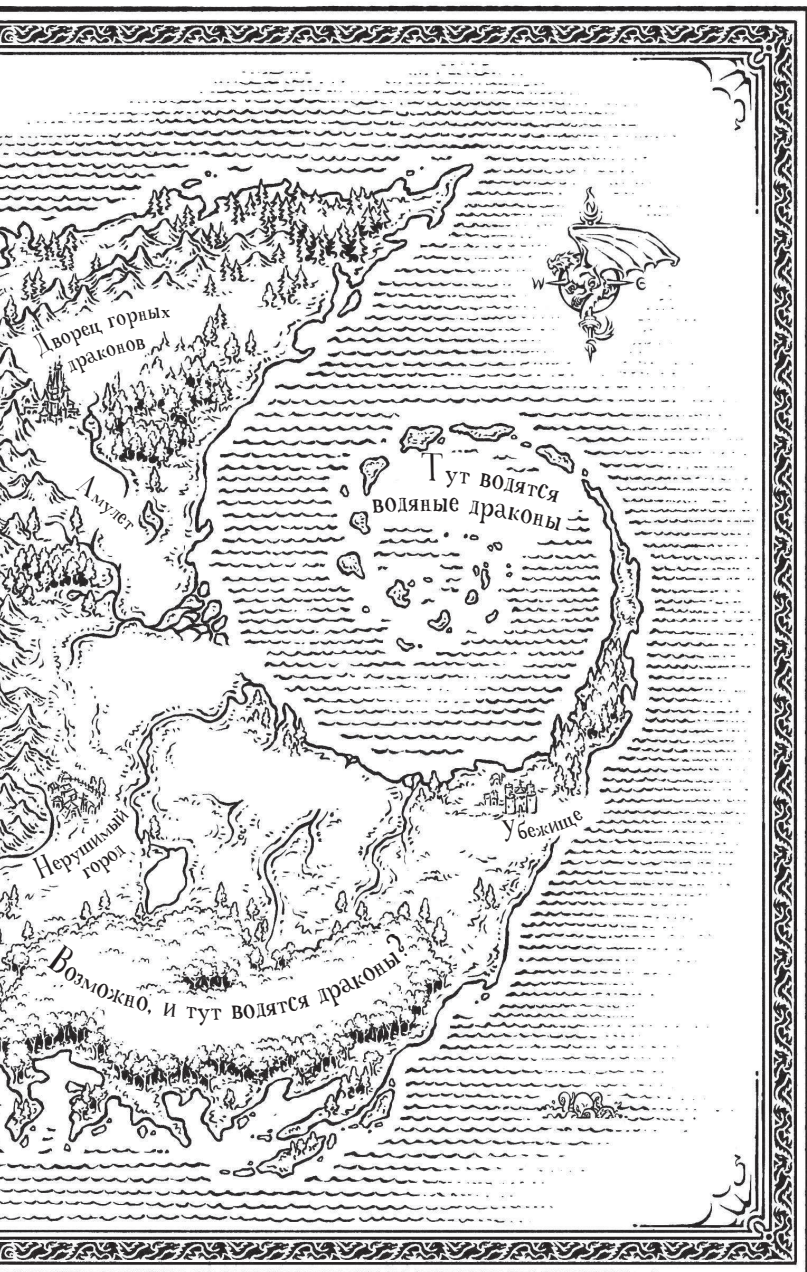 W E
Дворец горных
драконов
Амулет
Тут водятся
водяные драконы
Нерушимый
город
Убежище
Возможно, и тут водятся драконы?